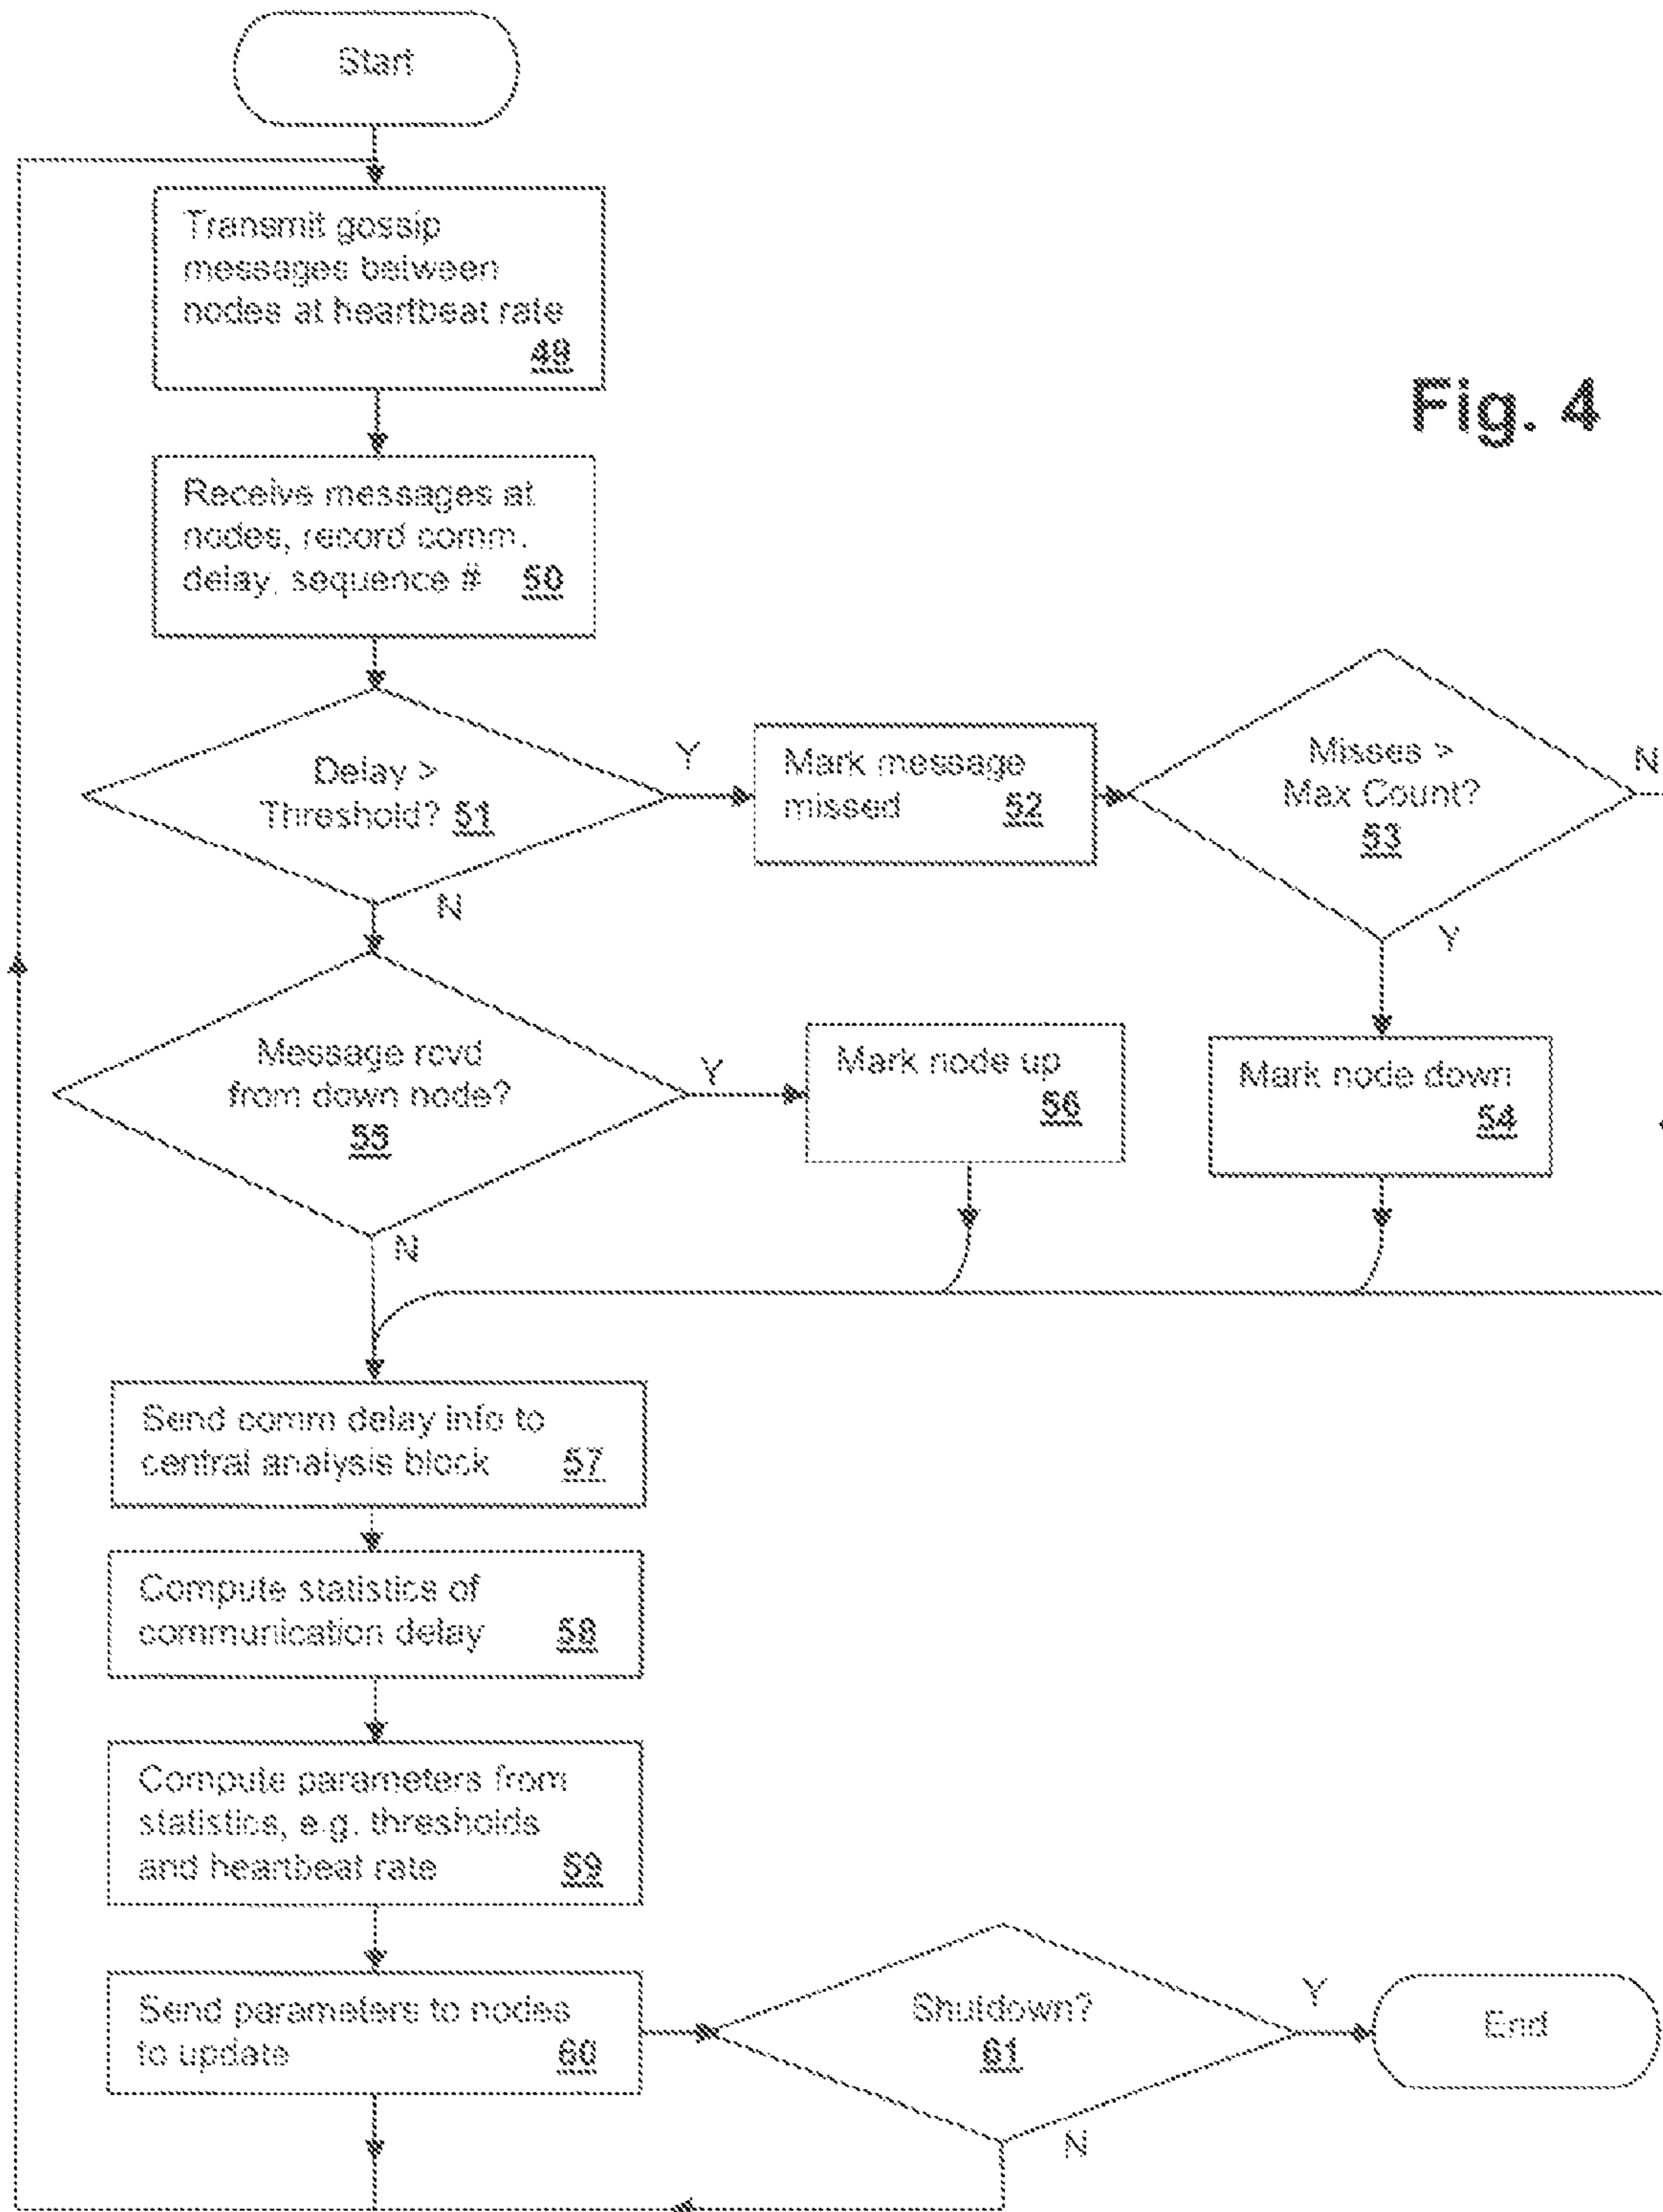 Start
Transmit gossip
messages between
nodes at heartbeat rate
49
Fig. 4
Receive messages at
nodes, record comm.
delay, sequence # 50
Delay >
Threshold? 51
Y
N
Mark message
missed 52
Misses >
Max Count?
53
N
Y
Message rcvd
from down node?
55
Y
N
Mark node up
56
Mark node down
54
Send comm delay info to
central analysis block 57
Compute statistics of
communication delay 58
Compute parameters from
statistics, e.g. thresholds
and heartbeat rate 59
Send parameters to nodes
to update 60
Shutdown?
61
Y
N
End